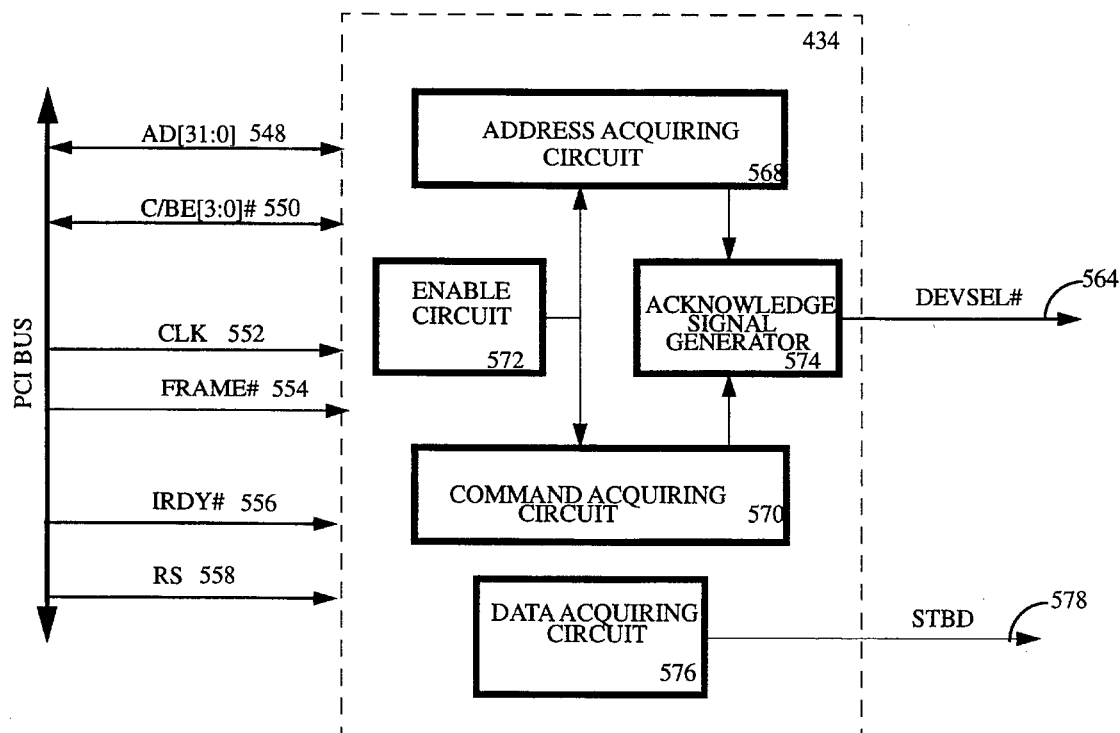 434
AD[31:0] 548
ADDRESS ACQUIRING
CIRCUIT
568
C/BE[3:0]# 550
ENABLE
CIRCUIT
572
ACKNOWLEDGE
SIGNAL
GENERATOR
574
DEVSEL#
564
PCI BUS
CLK 552
FRAME# 554
COMMAND ACQUIRING
CIRCUIT
570
IRDY# 556
RS 558
DATA ACQUIRING
CIRCUIT
576
STBD
578